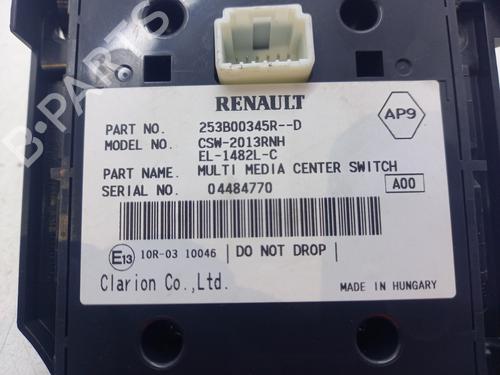 RENAULT
AP9
PART NO. 253B00345R--D
MODEL NO. CSW-2013RNH
EL-1482L-C
PART NAME. MULTI MEDIA CENTER SWITCH
SERIAL NO. 04484770 A00
E13 10R-03 10046 DO NOT DROP
Clarion Co.,Ltd. MADE IN HUNGARY
B-PARTS